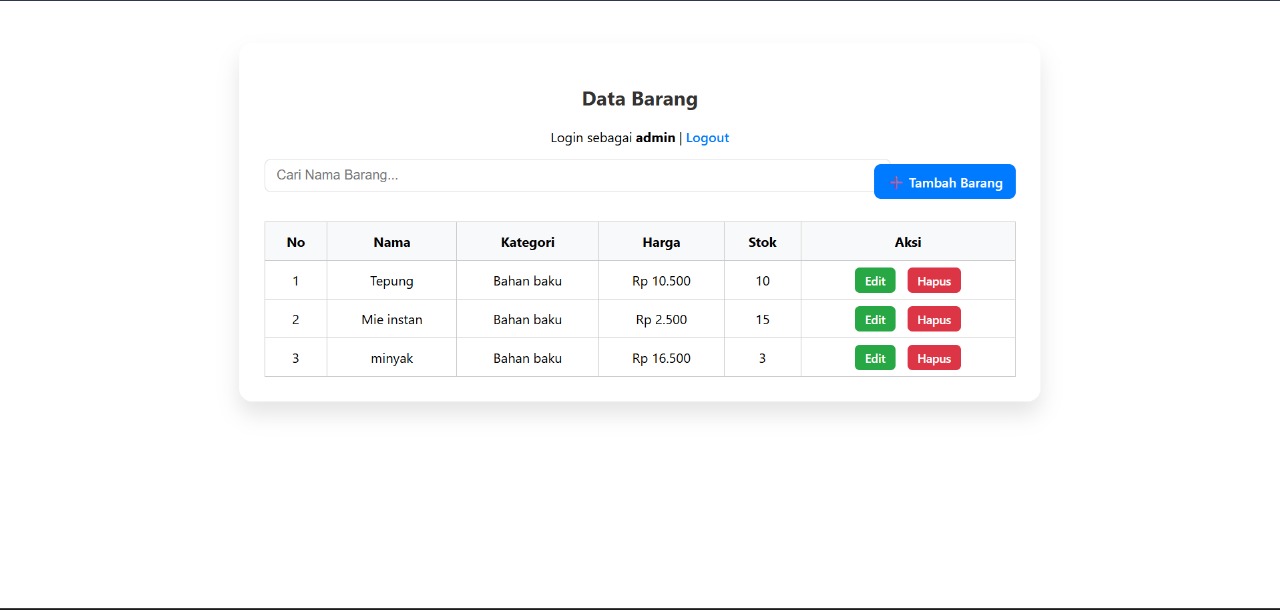 Data Barang
Login sebagai admin | Logout
Cari Nama Barang...
+ Tambah Barang
No Nama Kategori Harga Stok Aksi
1 Tepung Bahan baku Rp 10.500 10 Edit Hapus
2 Mie instan Bahan baku Rp 2.500 15 Edit Hapus
3 minyak Bahan baku Rp 16.500 3 Edit Hapus